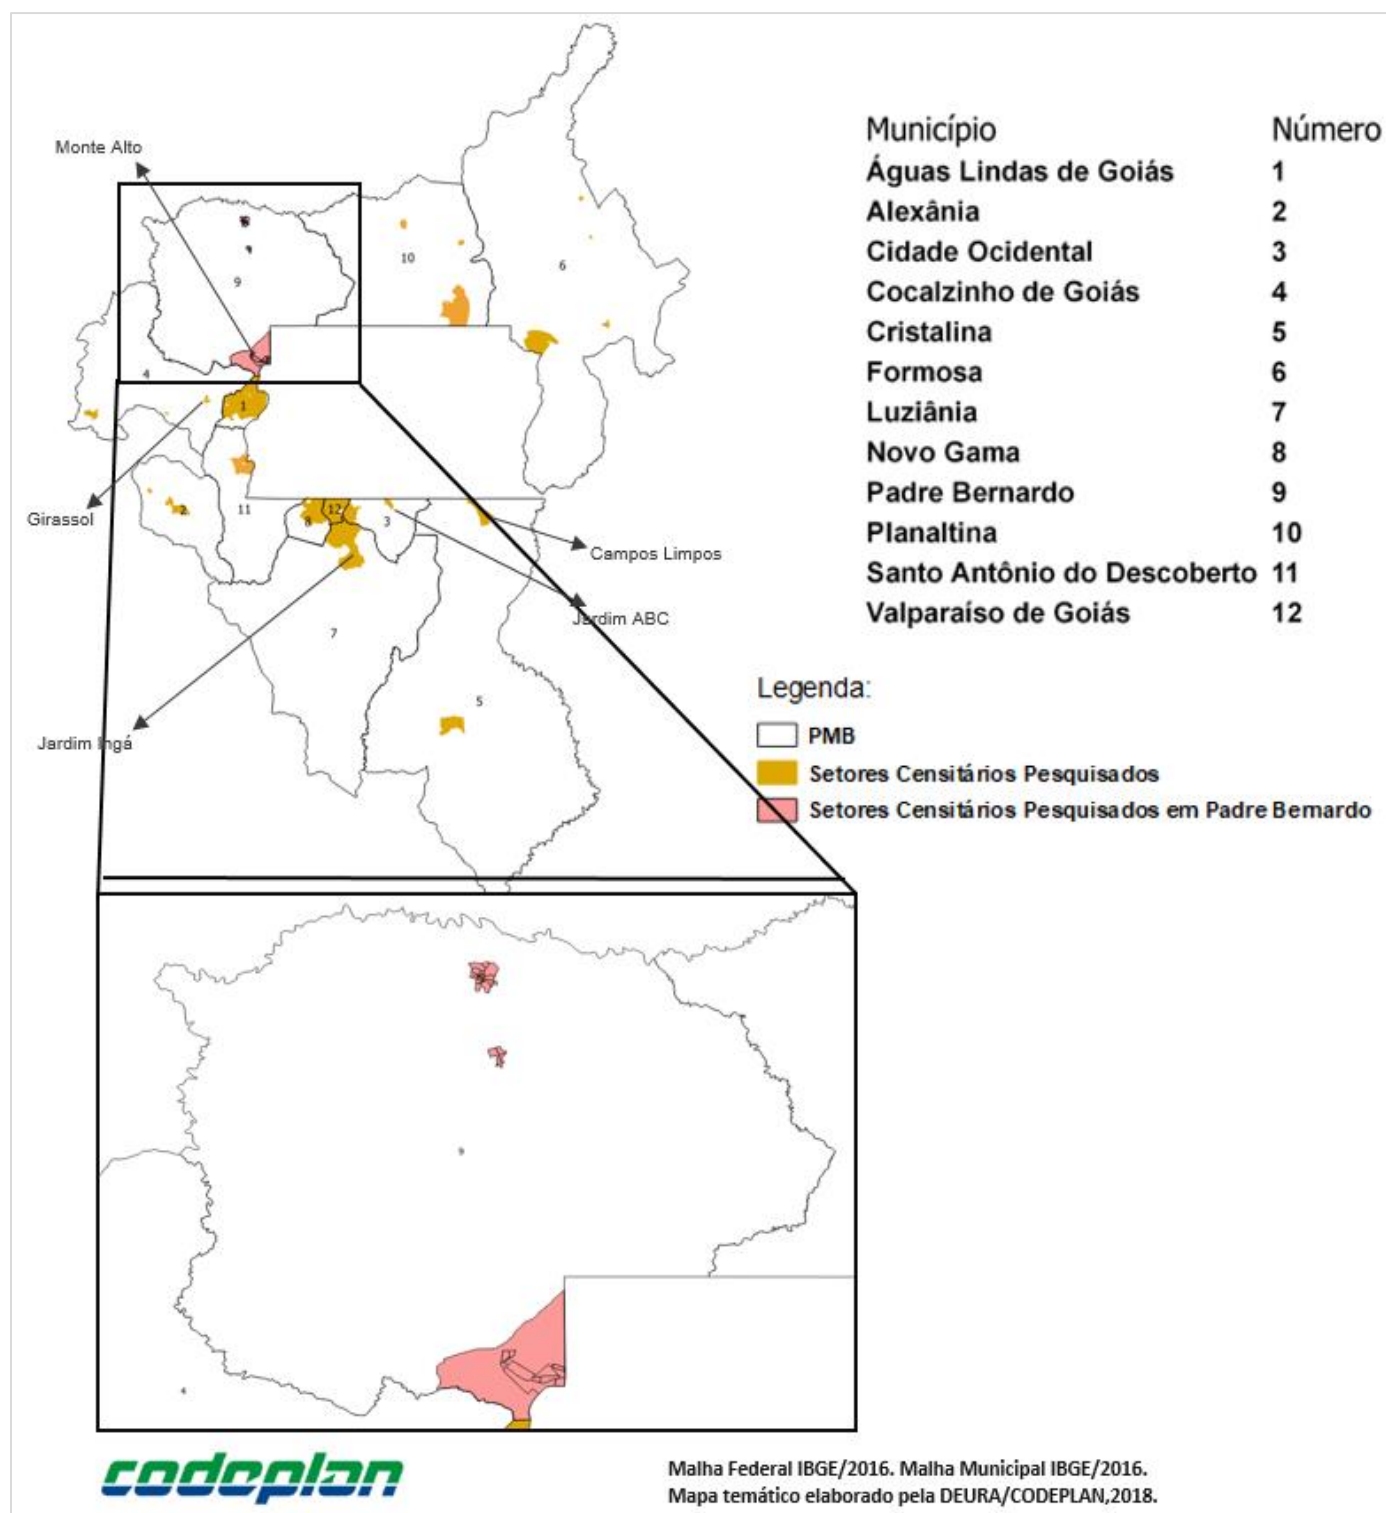 Município Número
Águas Lindas de Goiás 1
Alexânia 2
Cidade Ocidental 3
Cocalzinho de Goiás 4
Cristalina 5
Formosa 6
Luziânia 7
Novo Gama 8
Padre Bernardo 9
Planaltina 10
Santo Antônio do Descoberto 11
Valparaíso de Goiás 12
Monte Alto
10
6
9
4
1
Girassol
2
11
8
12
3
Campos Limpos
Jardim ABC
7
5
Jardim Ingá
Legenda:
PMB
Setores Censitários Pesquisados
Setores Censitários Pesquisados em Padre Bernardo
9
4
codeplan
Malha Federal IBGE/2016. Malha Municipal IBGE/2016.
Mapa temático elaborado pela DEURA/CODEPLAN,2018.